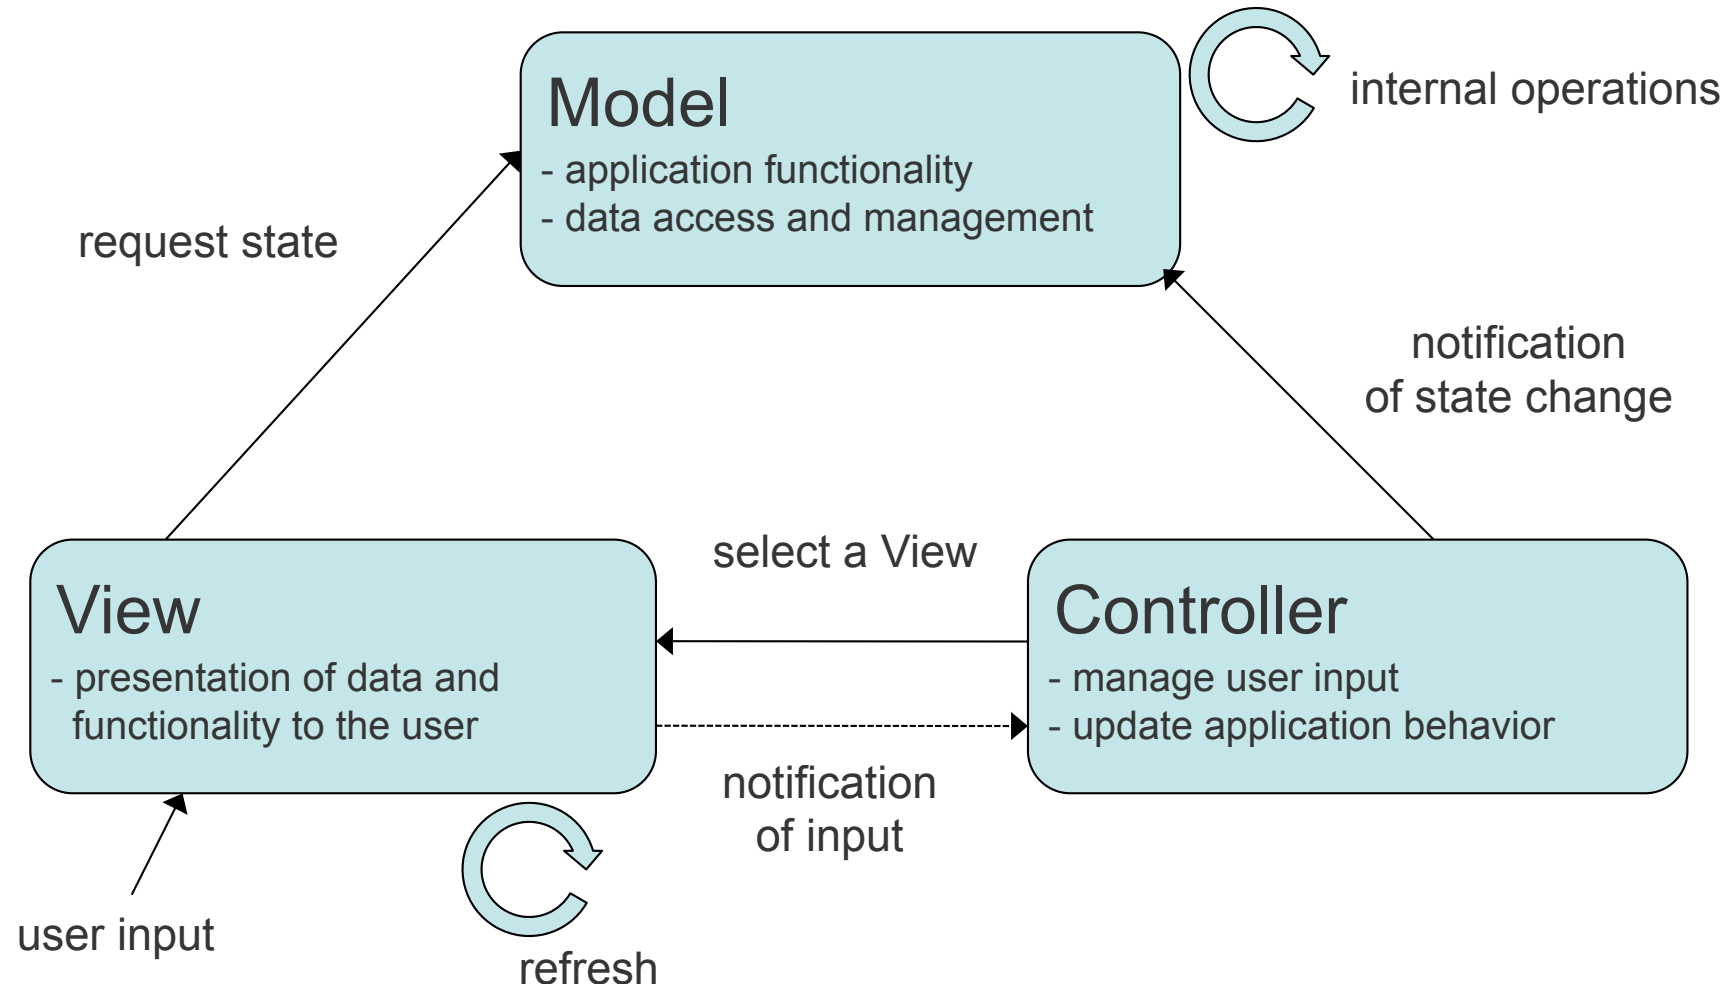 Model
- application functionality
- data access and management
internal operations
request state
notification
of state change
select a View
View
- presentation of data and
functionality to the user
Controller
- manage user input
- update application behavior
notification
of input
user input
refresh